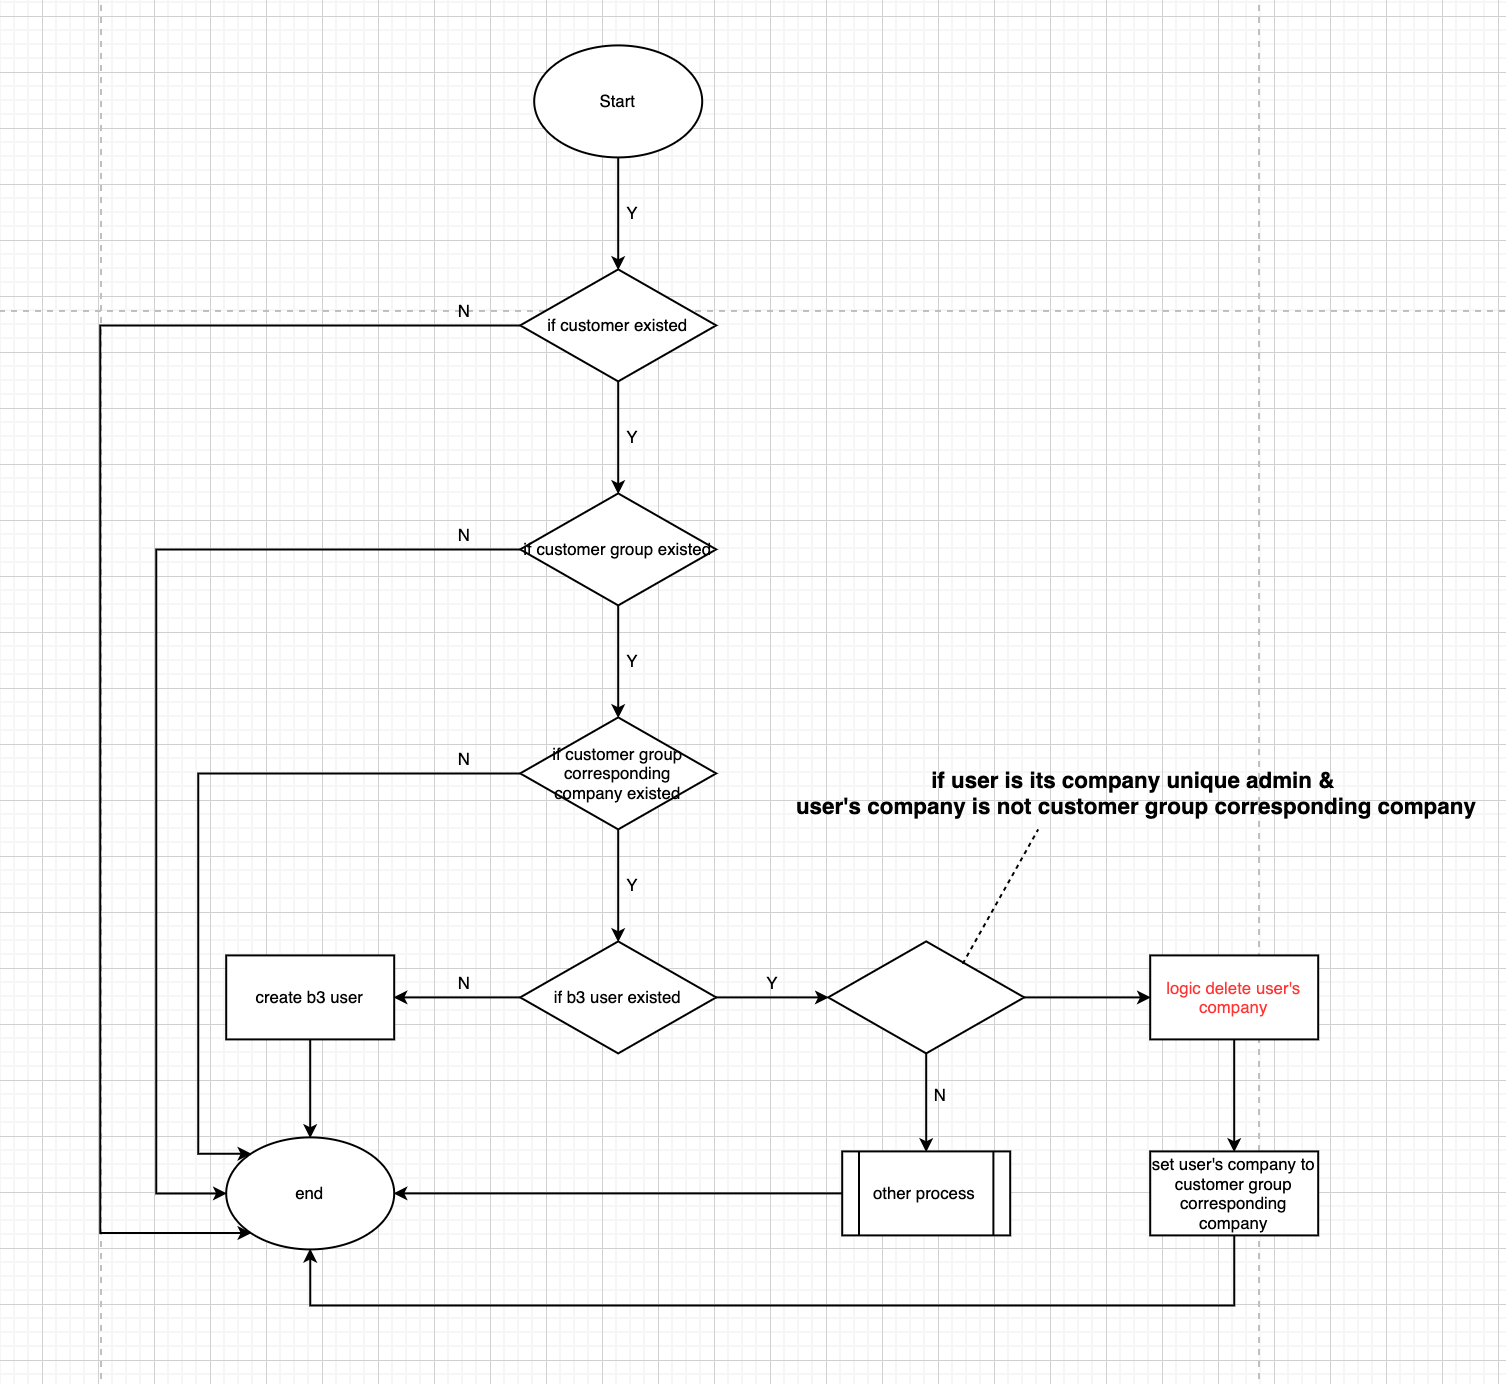 Start
Y
N
if customer existed
Y
N
if customer group existed
Y
N
if customer group
corresponding
company existed
if user is its company unique admin &
user's company is not customer group corresponding company
Y
create b3 user
N
if b3 user existed
Y
logic delete user's
company
N
end
other process
set user's company to
customer group
corresponding
company